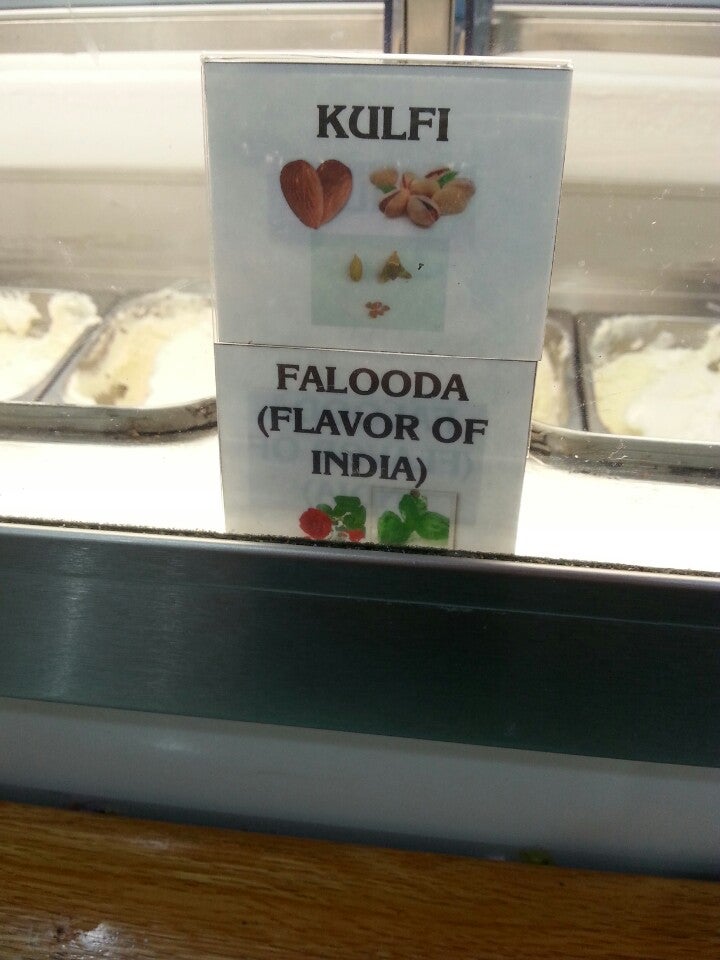 KULFI
FALOODA
(FLAVOR OF
INDIA)